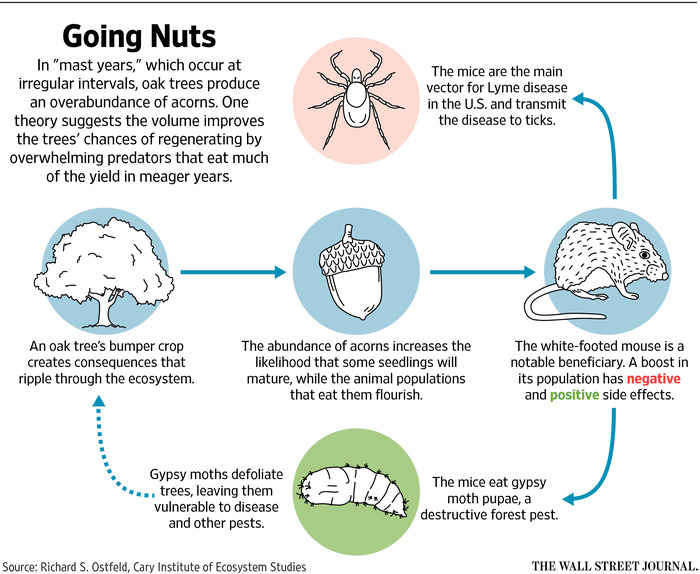 Going Nuts
In "mast years," which occur at
irregular intervals, oak trees produce
an overabundance of acorns. One
theory suggests the volume improves
the trees' chances of regenerating by
overwhelming predators that eat much
of the yield in meager years.
The mice are the main
vector for Lyme disease
in the U.S. and transmit
the disease to ticks.
An oak tree's bumper crop
creates consequences that
ripple through the ecosystem.
The abundance of acorns increases the
likelihood that some seedlings will
mature, while the animal populations
that eat them flourish.
The white-footed mouse is a
notable beneficiary. A boost in
its population has negative
and positive side effects.
Gypsy moths defoliate
trees, leaving them
vulnerable to disease
and other pests.
The mice eat gypsy
moth pupae, a
destructive forest pest.
Source: Richard S. Ostfeld, Cary Institute of Ecosystem Studies
THE WALL STREET JOURNAL.